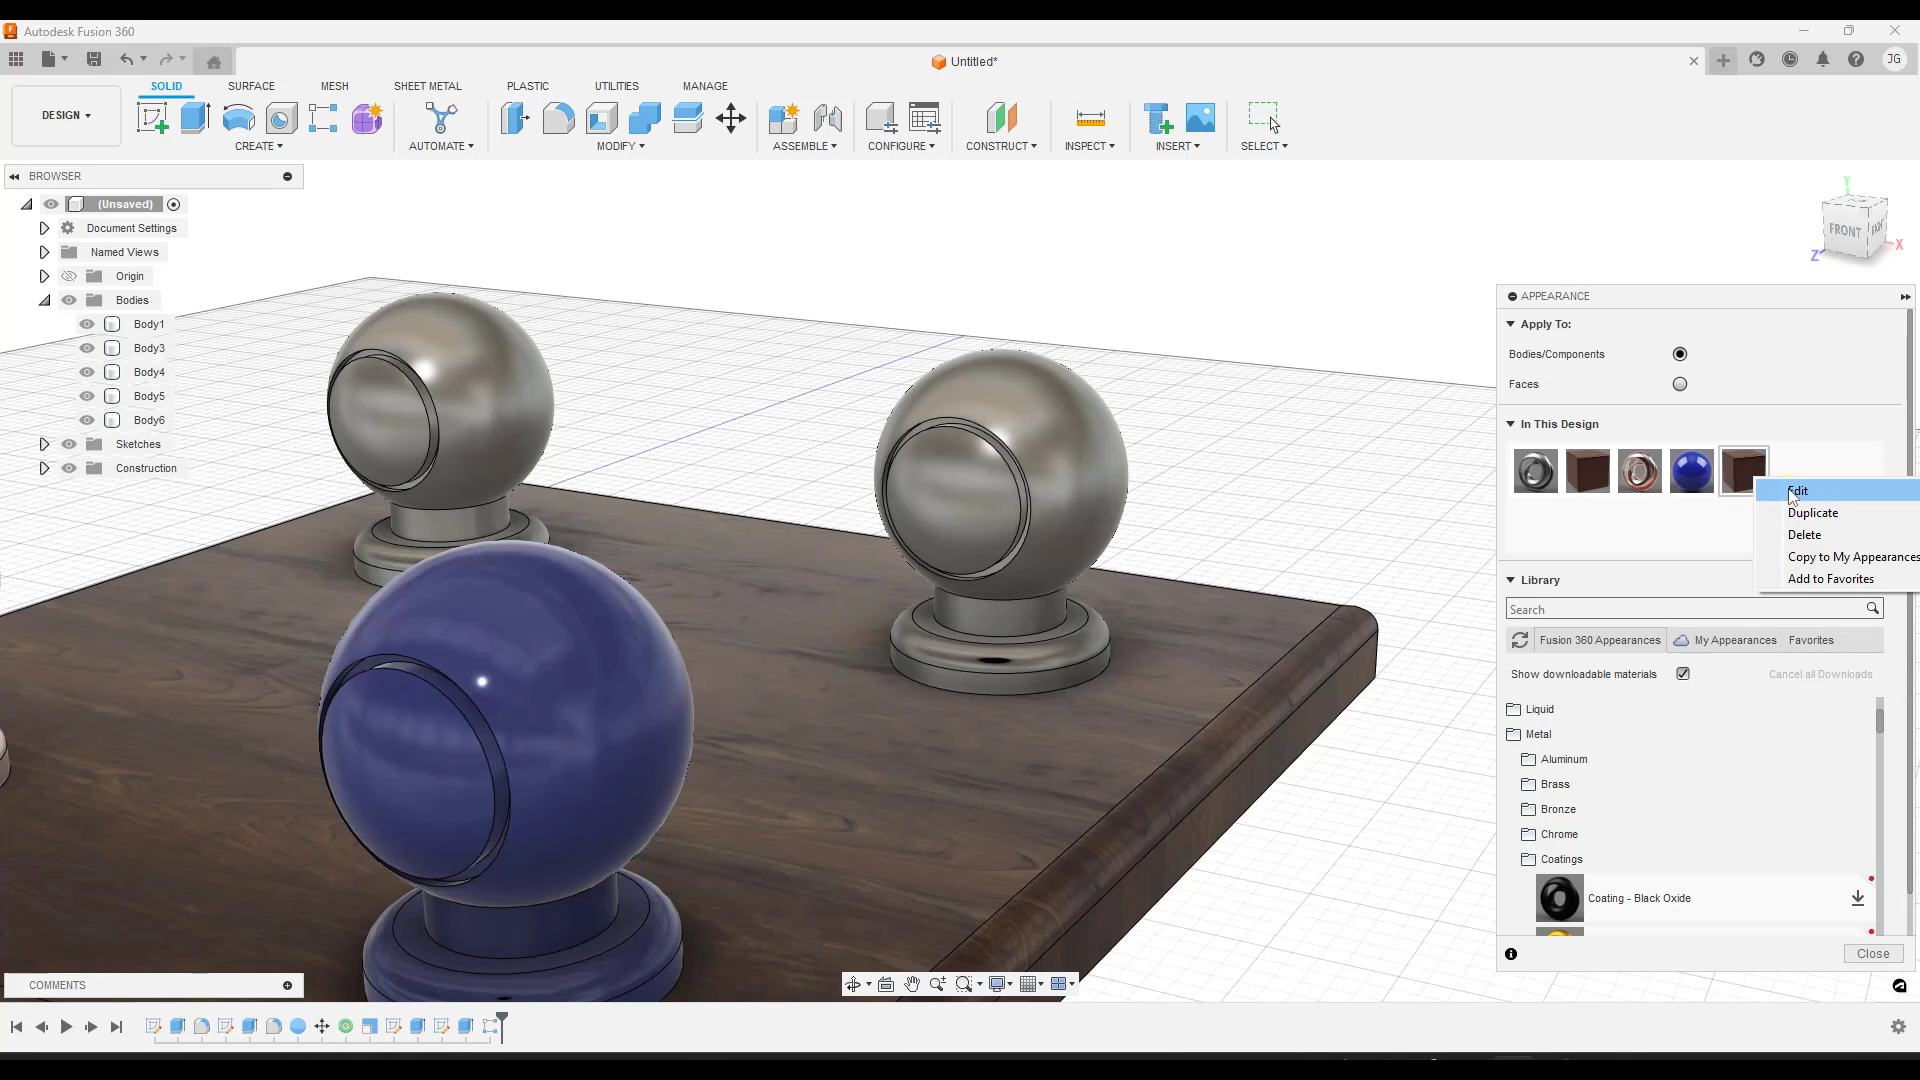 Autodesk Fusion 360
Untitled*
JG
SOLID
SURFACE
MESH
SHEET METAL
PLASTIC
UTILITIES
MANAGE
DESIGN
CREATE
AUTOMATE
MODIFY
ASSEMBLE
CONFIGURE
CONSTRUCT
INSPECT
INSERT
SELECT
BROWSER
(Unsaved)
Document Settings
Named Views
Origin
Bodies
Body1
Body3
Body4
Body5
Body6
Sketches
Construction
Y
FRONT
X
Z
APPEARANCE
Apply To:
Bodies/Components
Faces
In This Design
Edit
Duplicate
Delete
Copy to My Appearances
Add to Favorites
Library
Search
Fusion 360 Appearances
My Appearances
Favorites
Show downloadable materials
Cancel all Downloads
Liquid
Metal
Aluminum
Brass
Bronze
Chrome
Coatings
Coating - Black Oxide
Close
COMMENTS